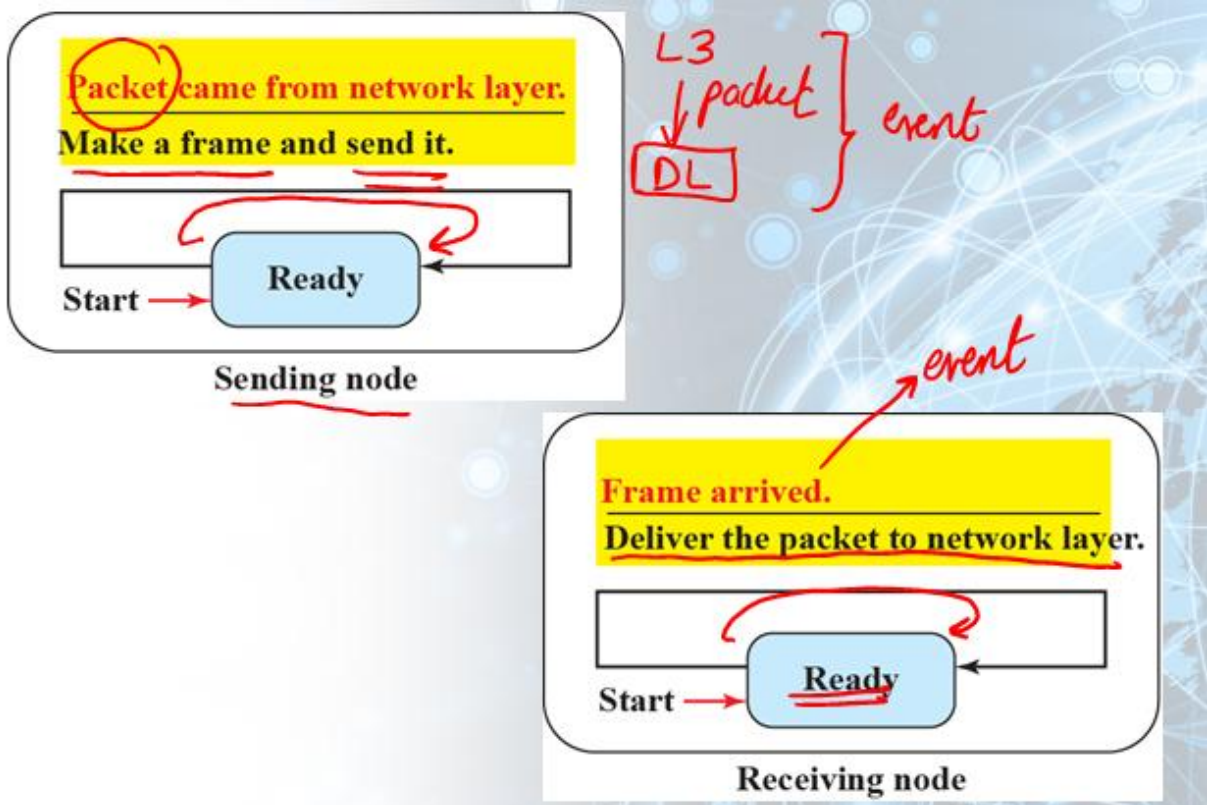 Packet came from network layer.
Make a frame and send it.
Ready
Start
Sending node
L3
packet
DL
event
event
Frame arrived.
Deliver the packet to network layer.
Ready
Start
Receiving node